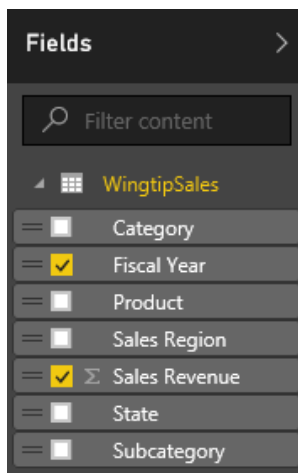 Fields
Filter content
WingtipSales
Category
Fiscal Year
Product
Sales Region
Σ Sales Revenue
State
Subcategory